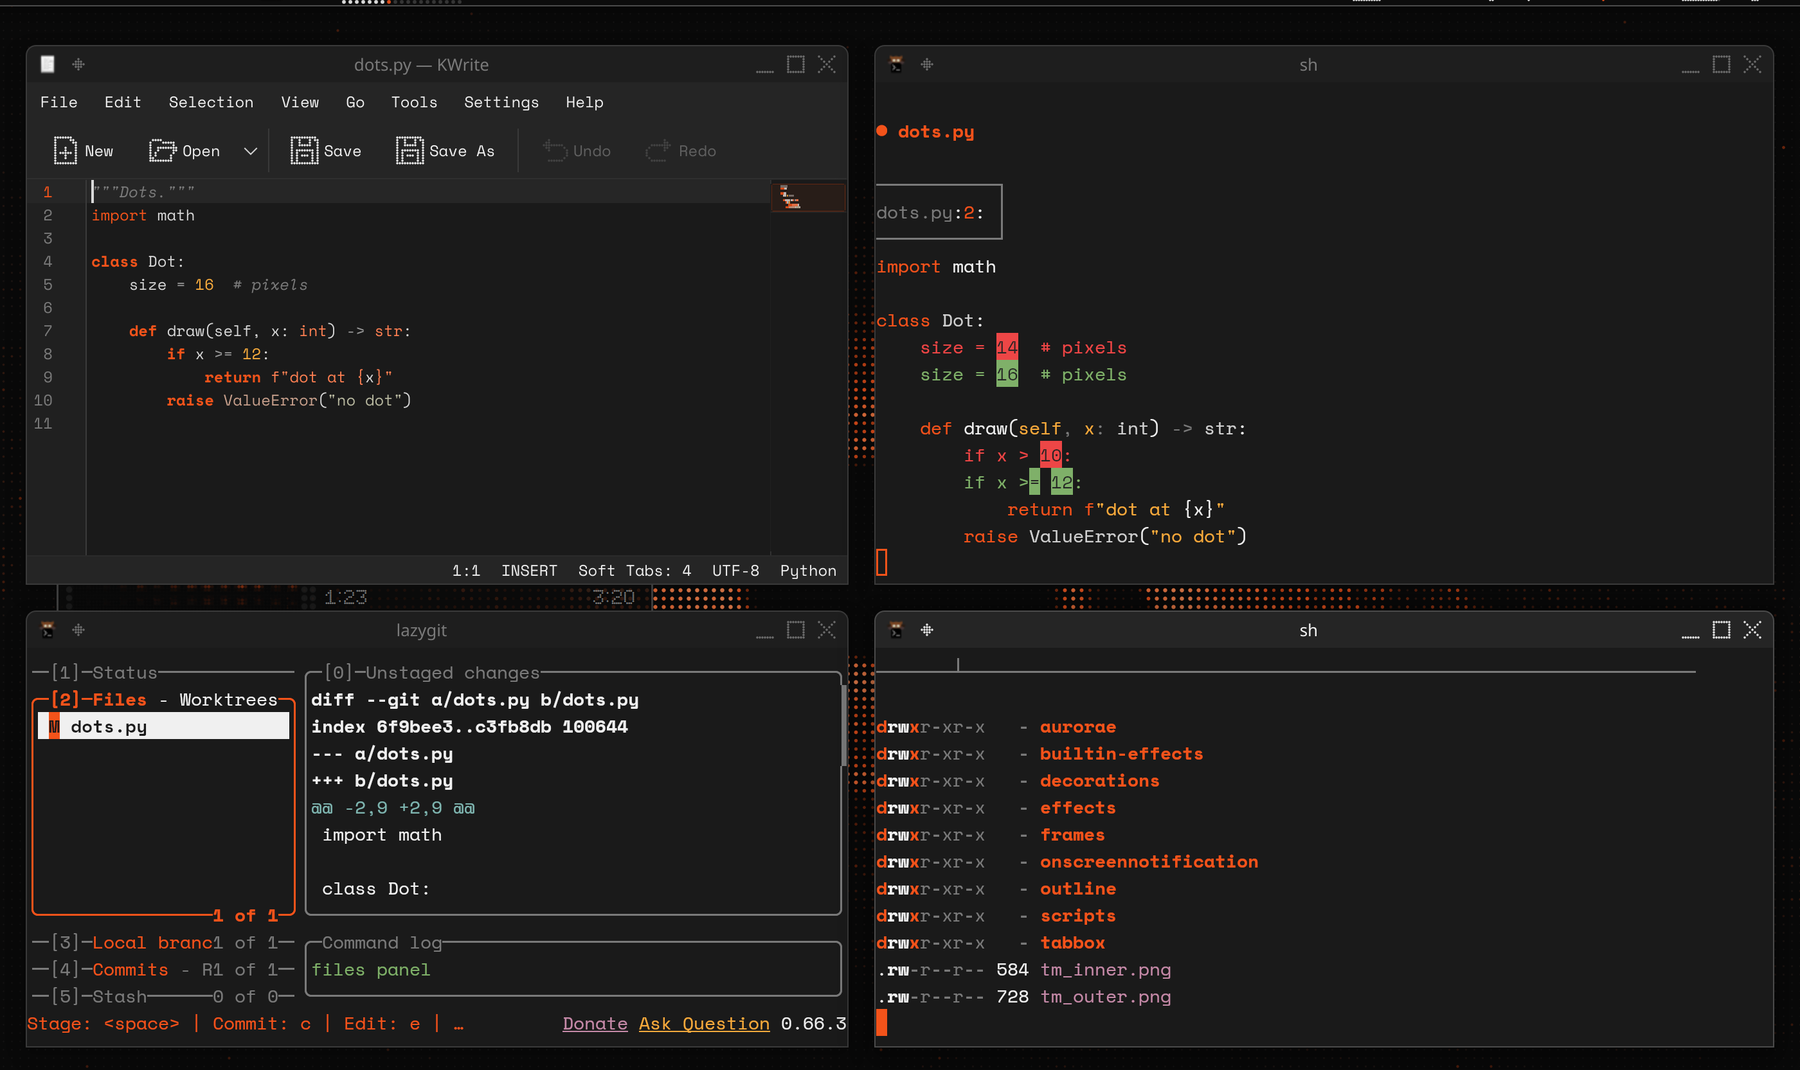 dots.py — KWrite
File Edit Selection View Go Tools Settings Help
New Open Save Save As Undo Redo
1 """Dots."""
2 import math
3
4 class Dot:
5     size = 16  # pixels
6
7     def draw(self, x: int) -> str:
8         if x >= 12:
9             return f"dot at {x}"
10         raise ValueError("no dot")
11
1:1 INSERT Soft Tabs: 4 UTF-8 Python
sh
● dots.py
dots.py:2:
import math
class Dot:
    size = 14  # pixels
    size = 16  # pixels
    def draw(self, x: int) -> str:
        if x > 10:
        if x >= 12:
            return f"dot at {x}"
        raise ValueError("no dot")
1:23 3:20
lazygit
[1]─Status
[2]─Files - Worktrees
M dots.py
1 of 1
[3]─Local branc1 of 1
[4]─Commits - R1 of 1
[5]─Stash 0 of 0
[0]─Unstaged changes
diff --git a/dots.py b/dots.py
index 6f9bee3..c3fb8db 100644
--- a/dots.py
+++ b/dots.py
@@ -2,9 +2,9 @@
import math
class Dot:
Command log
files panel
Stage: <space> | Commit: c | Edit: e | … Donate Ask Question 0.66.3
sh
drwxr-xr-x - aurorae
drwxr-xr-x - builtin-effects
drwxr-xr-x - decorations
drwxr-xr-x - effects
drwxr-xr-x - frames
drwxr-xr-x - onscreennotification
drwxr-xr-x - outline
drwxr-xr-x - scripts
drwxr-xr-x - tabbox
.rw-r--r-- 584 tm_inner.png
.rw-r--r-- 728 tm_outer.png